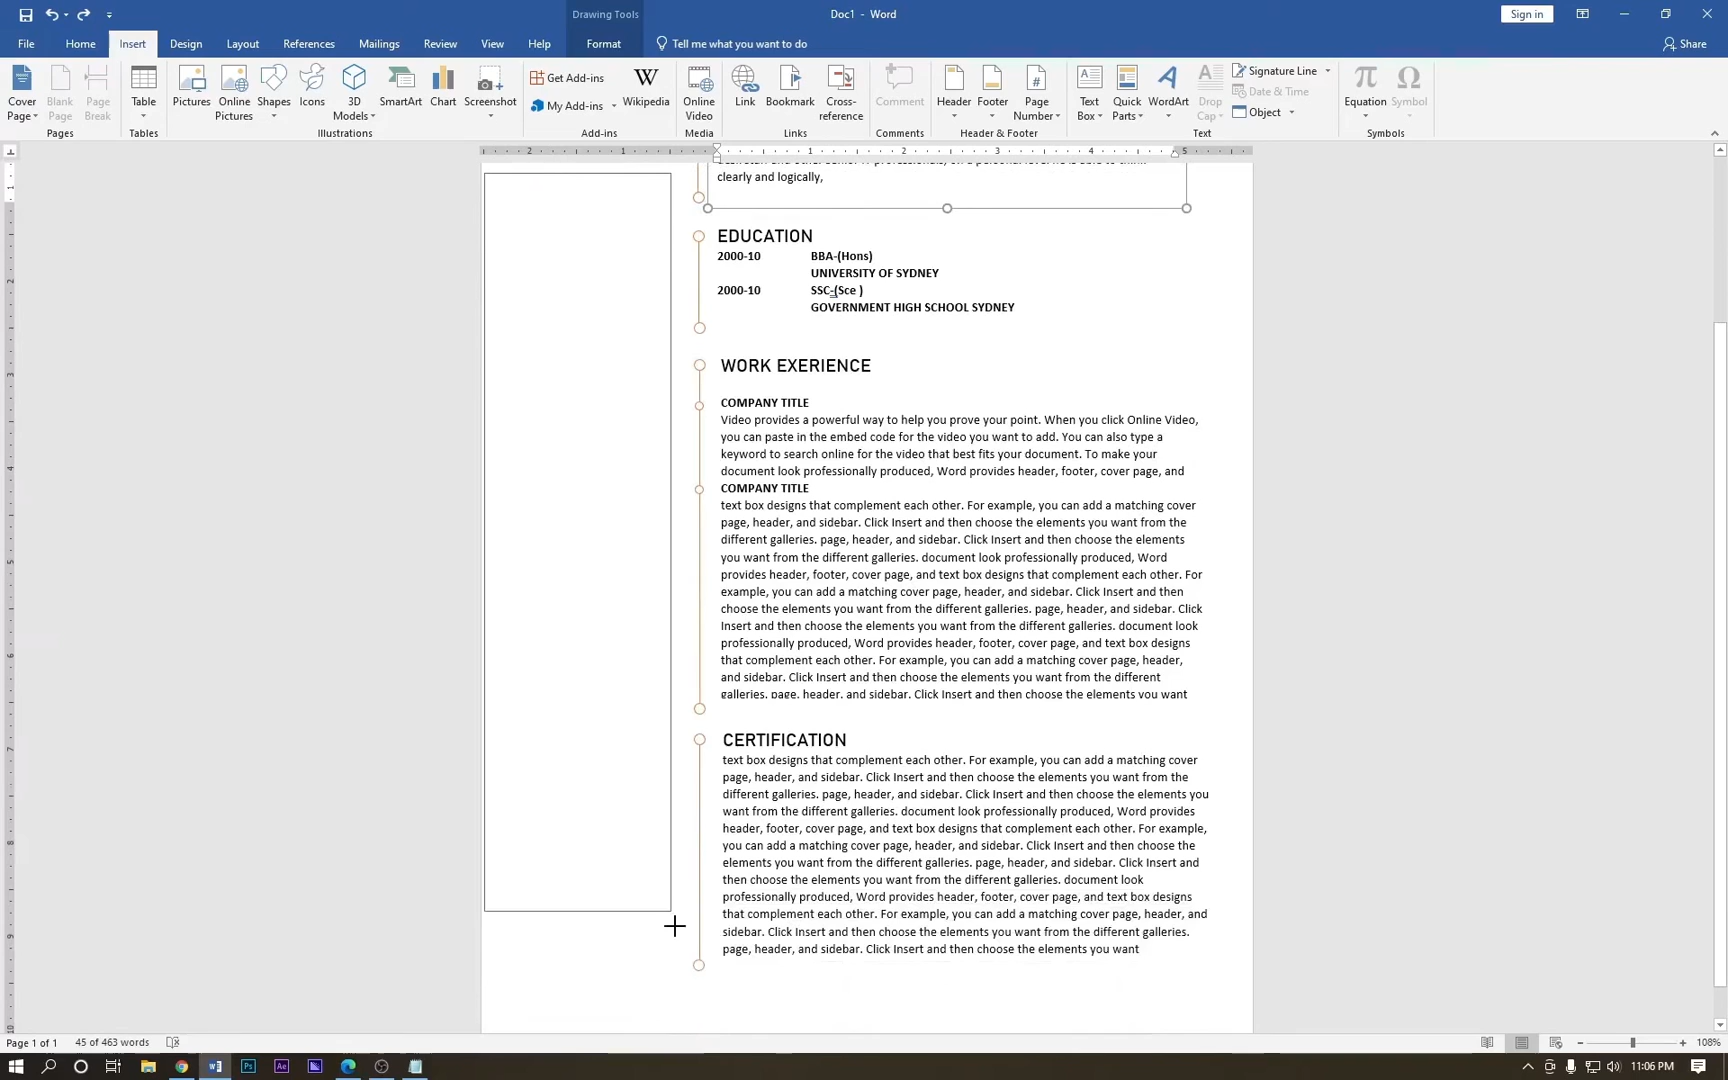 Drawing Tools
Doc1 - Word
Sign in
File
Home
Insert
Design
Layout
References
Mailings
Review
View
Help
Format
Tell me what you want to do
Share
Cover Page
Blank Page
Page Break
Table
Pictures
Online Pictures
Shapes
Icons
3D Models
SmartArt
Chart
Screenshot
Get Add-ins
My Add-ins
Wikipedia
Online Video
Link
Bookmark
Cross-reference
Comment
Header
Footer
Page Number
Text Box
Quick Parts
WordArt
Drop Cap
Signature Line
Date & Time
Object
Equation
Symbol
Pages
Tables
Illustrations
Add-ins
Media
Links
Comments
Header & Footer
Text
Symbols
clearly and logically,
EDUCATION
2000-10 BBA-(Hons)
UNIVERSITY OF SYDNEY
2000-10 SSC-(Sce )
GOVERNMENT HIGH SCHOOL SYDNEY
WORK EXERIENCE
COMPANY TITLE
Video provides a powerful way to help you prove your point. When you click Online Video,
you can paste in the embed code for the video you want to add. You can also type a
keyword to search online for the video that best fits your document. To make your
document look professionally produced, Word provides header, footer, cover page, and
COMPANY TITLE
text box designs that complement each other. For example, you can add a matching cover
page, header, and sidebar. Click Insert and then choose the elements you want from the
different galleries. page, header, and sidebar. Click Insert and then choose the elements
you want from the different galleries. document look professionally produced, Word
provides header, footer, cover page, and text box designs that complement each other. For
example, you can add a matching cover page, header, and sidebar. Click Insert and then
choose the elements you want from the different galleries. page, header, and sidebar. Click
Insert and then choose the elements you want from the different galleries. document look
professionally produced, Word provides header, footer, cover page, and text box designs
that complement each other. For example, you can add a matching cover page, header,
and sidebar. Click Insert and then choose the elements you want from the different
galleries. page, header, and sidebar. Click Insert and then choose the elements you want
CERTIFICATION
text box designs that complement each other. For example, you can add a matching cover
page, header, and sidebar. Click Insert and then choose the elements you want from the
different galleries. page, header, and sidebar. Click Insert and then choose the elements you
want from the different galleries. document look professionally produced, Word provides
header, footer, cover page, and text box designs that complement each other. For example,
you can add a matching cover page, header, and sidebar. Click Insert and then choose the
elements you want from the different galleries. page, header, and sidebar. Click Insert and
then choose the elements you want from the different galleries. document look
professionally produced, Word provides header, footer, cover page, and text box designs
that complement each other. For example, you can add a matching cover page, header, and
sidebar. Click Insert and then choose the elements you want from the different galleries.
page, header, and sidebar. Click Insert and then choose the elements you want
Page 1 of 1 45 of 463 words
108%
11:06 PM